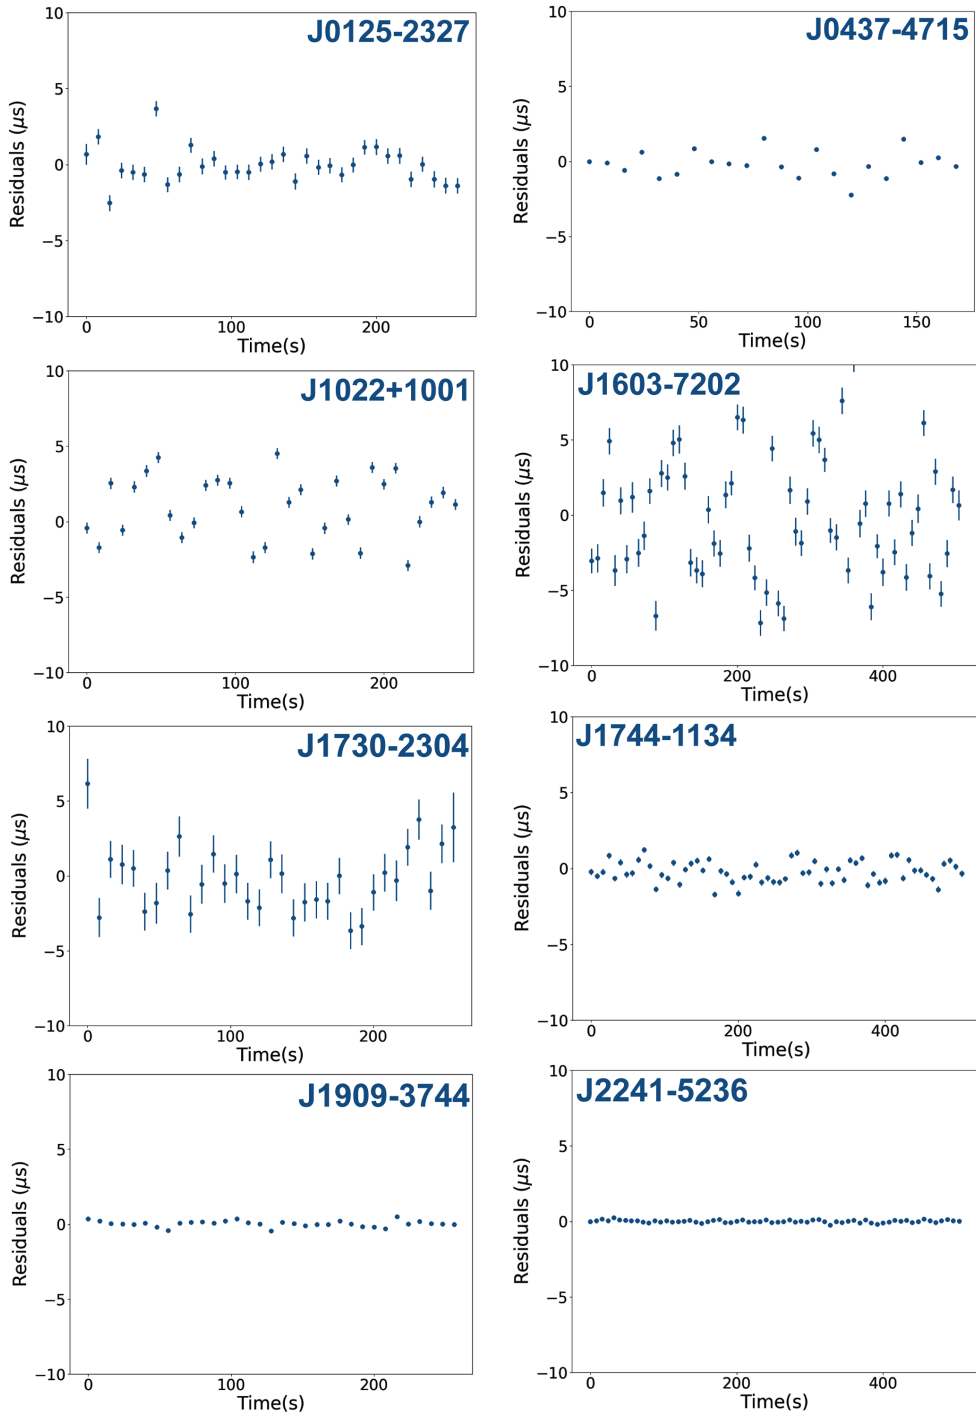 J0125-2327
10
5
0
−5
−10
Residuals (μs)
0 100 200
Time(s)
J0437-4715
10
5
0
−5
−10
Residuals (μs)
0 50 100 150
Time(s)
J1022+1001
10
5
0
−5
−10
Residuals (μs)
0 100 200
Time(s)
J1603-7202
10
5
0
−5
−10
Residuals (μs)
0 200 400
Time(s)
J1730-2304
10
5
0
−5
−10
Residuals (μs)
0 100 200
Time(s)
J1744-1134
10
5
0
−5
−10
Residuals (μs)
0 200 400
Time(s)
J1909-3744
10
5
0
−5
−10
Residuals (μs)
0 100 200
Time(s)
J2241-5236
10
5
0
−5
−10
Residuals (μs)
0 200 400
Time(s)